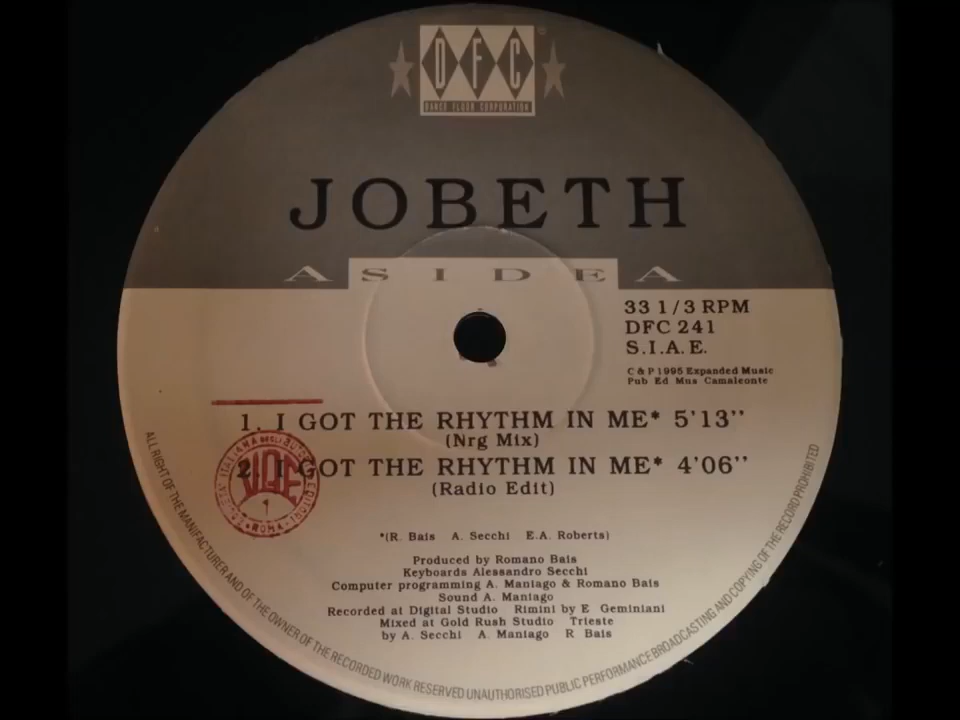 DFC
DANCE FLOOR CORPORATION
JOBETH
A SIDE A
33 1/3 RPM
DFC 241
S.I.A.E.
C & P 1995 Expanded Music
Pub Ed Mus Camaleonte
1. I GOT THE RHYTHM IN ME* 5'13''
(Nrg Mix)
2. I GOT THE RHYTHM IN ME* 4'06''
(Radio Edit)
*(R. Bais A. Secchi E.A. Roberts)
Produced by Romano Bais
Keyboards Alessandro Secchi
Computer programming A. Maniago & Romano Bais
Sound A. Maniago
Recorded at Digital Studio Rimini by E Geminiani
Mixed at Gold Rush Studio Trieste
by A. Secchi A. Maniago R Bais
ALL RIGHT OF THE MANUFACTURER AND OF THE OWNER OF THE RECORDED WORK RESERVED UNAUTHORISED PUBLIC PERFORMANCE BROADCASTING AND COPYING OF THE RECORD PROHIBITED
ITALIANA DEGLI
ROMA
1